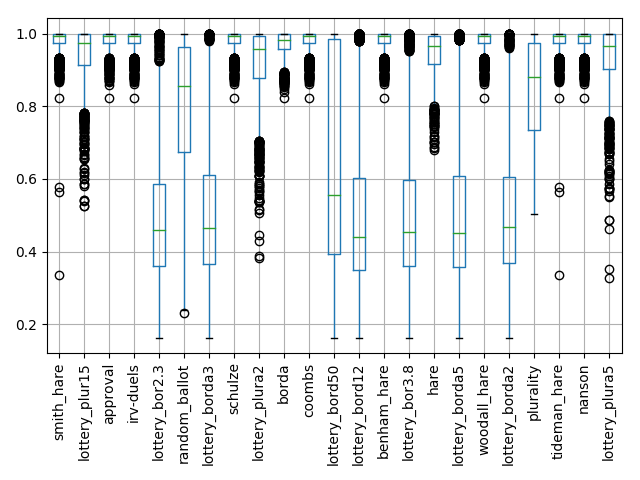 1.0
0.8
0.6
0.4
0.2
smith_hare
lottery_plur15
approval
irv-duels
lottery_bor2.3
random_ballot
lottery_borda3
schulze
lottery_plura2
borda
coombs
lottery_bord50
lottery_bord12
benham_hare
lottery_bor3.8
hare
lottery_borda5
woodall_hare
lottery_borda2
plurality
tideman_hare
nanson
lottery_plura5